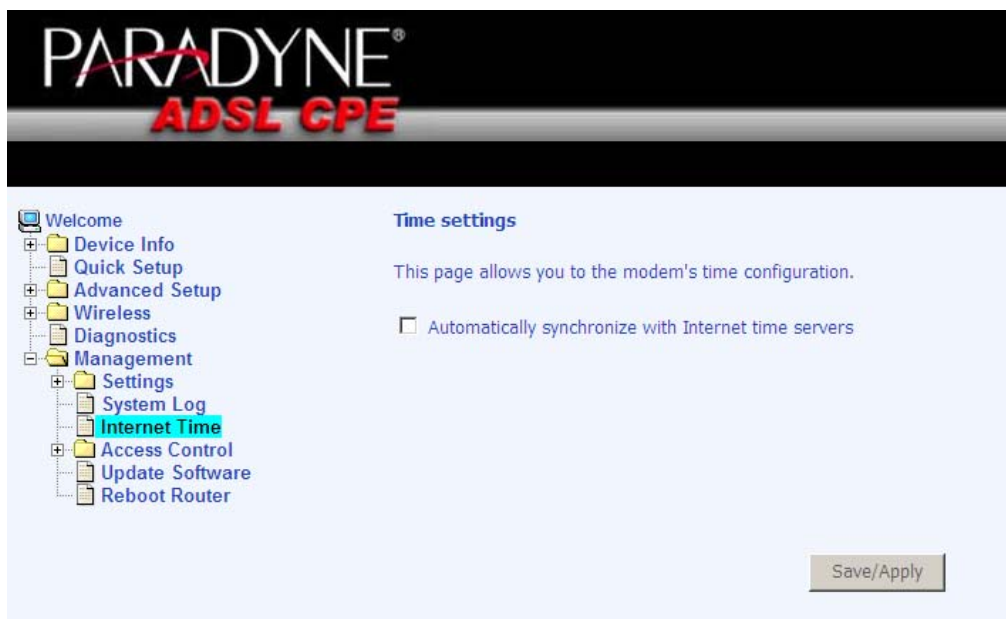 PARADYNE®
ADSL CPE
Welcome
Device Info
Quick Setup
Advanced Setup
Wireless
Diagnostics
Management
Settings
System Log
Internet Time
Access Control
Update Software
Reboot Router
Time settings
This page allows you to the modem's time configuration.
Automatically synchronize with Internet time servers
Save/Apply